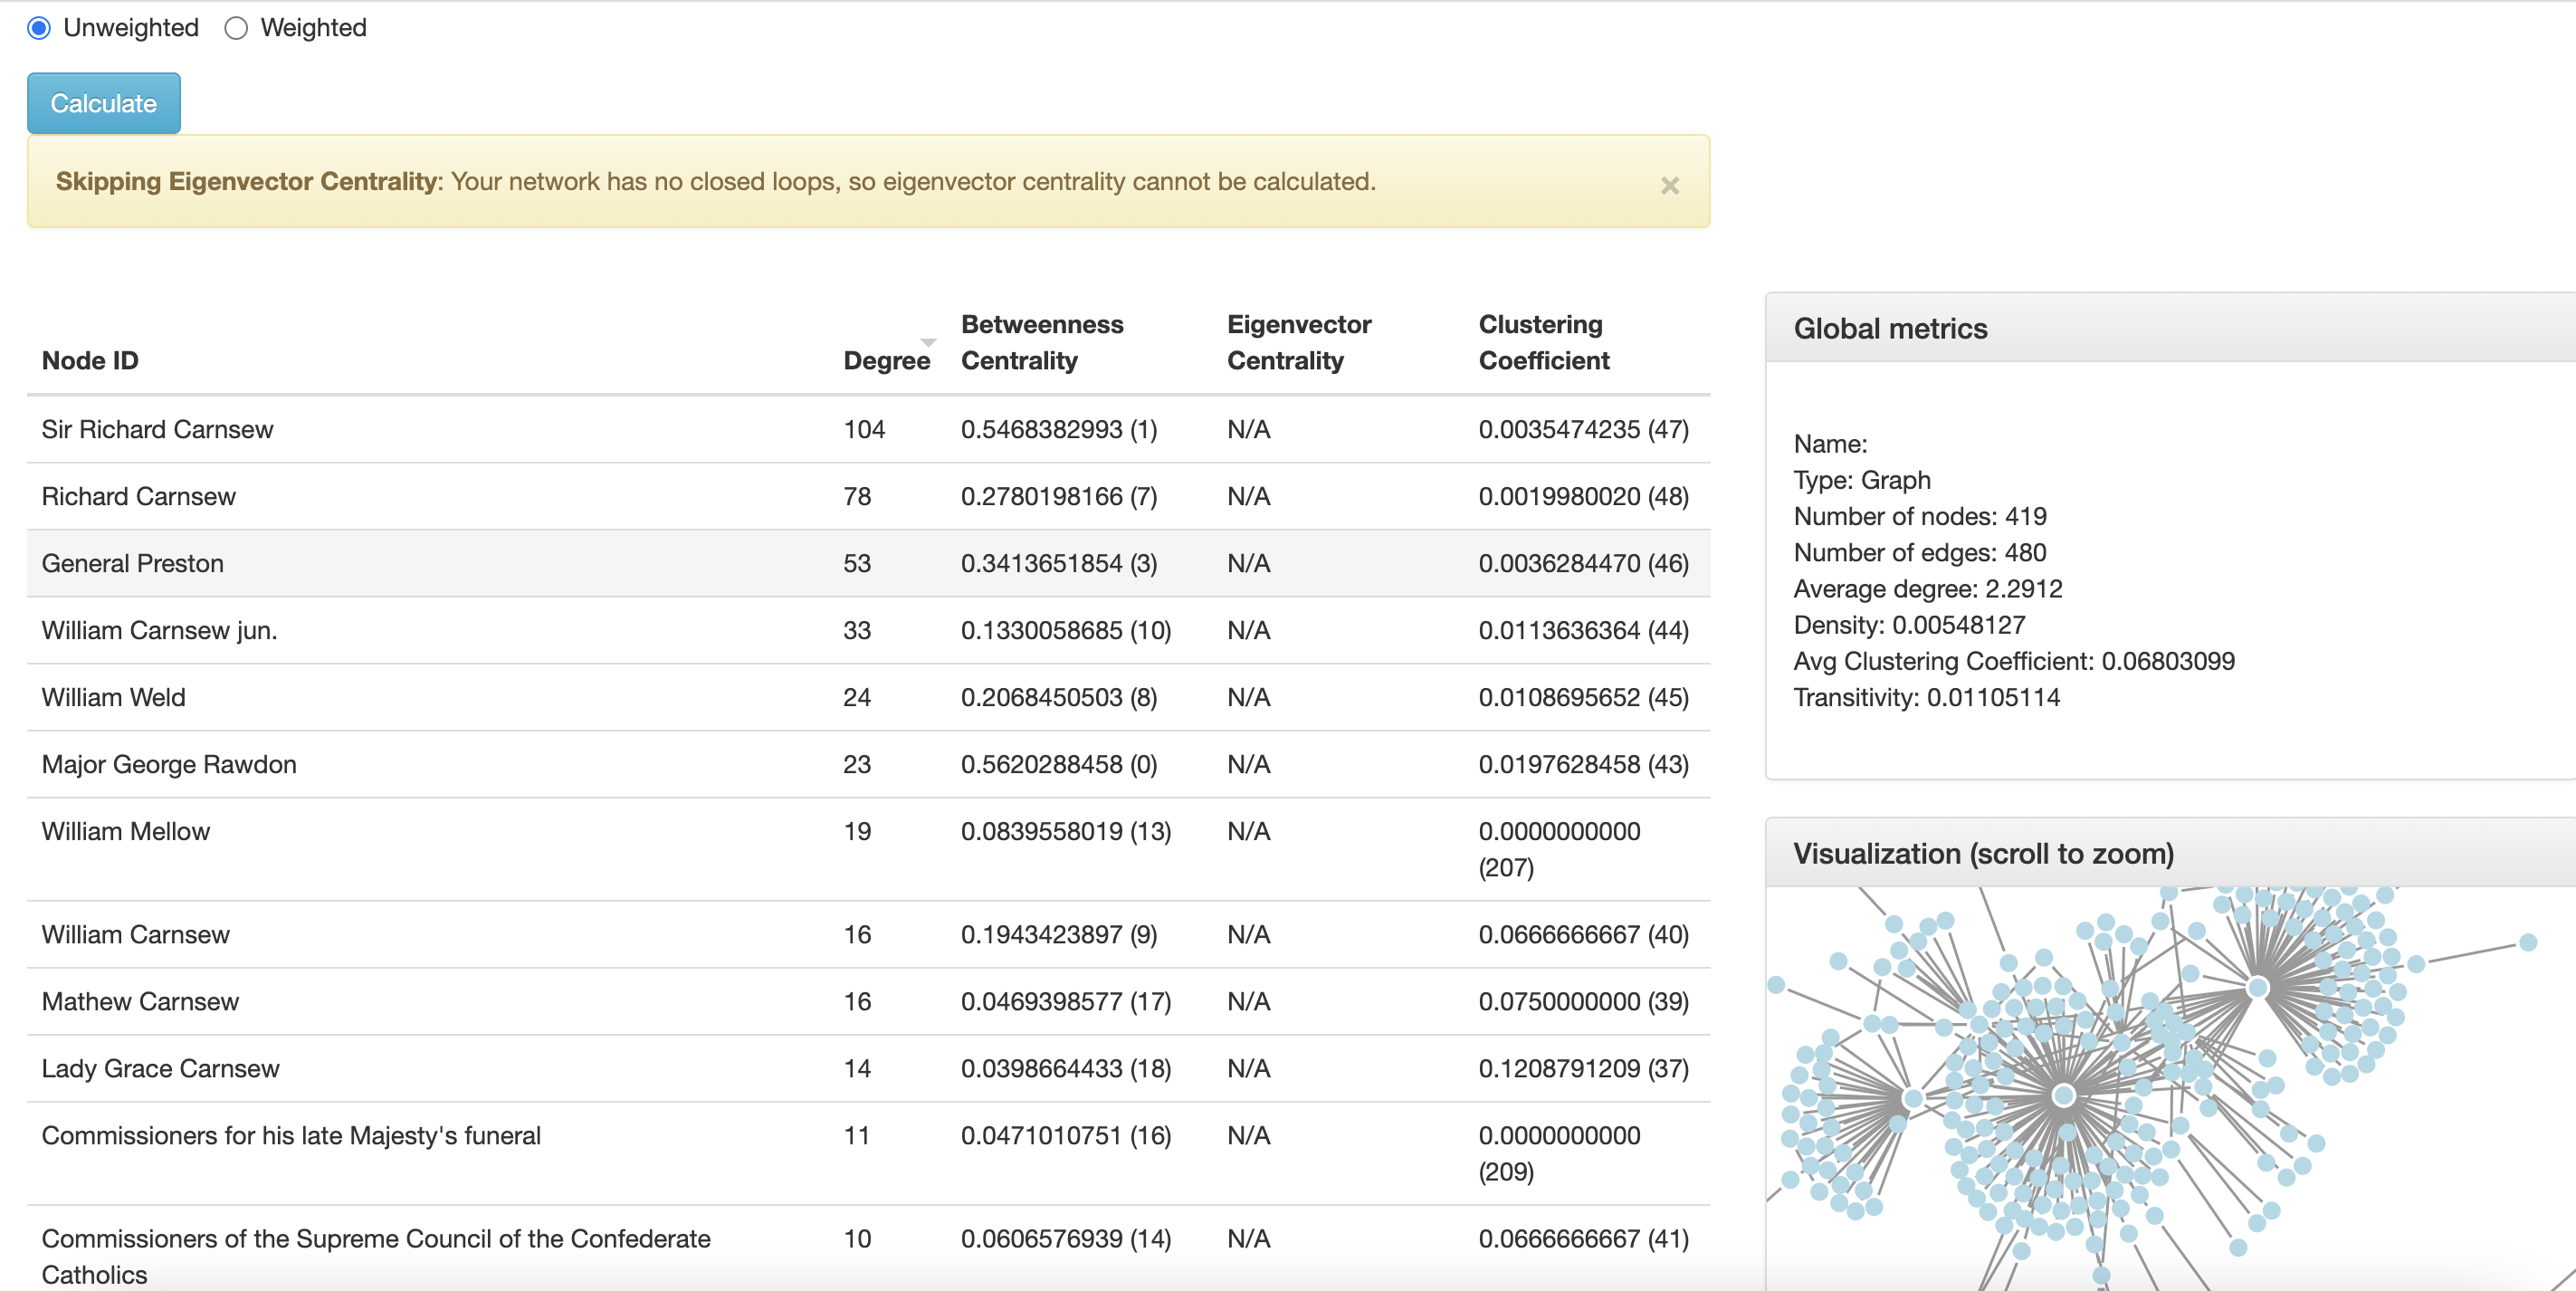 Unweighted Weighted
Calculate
Skipping Eigenvector Centrality: Your network has no closed loops, so eigenvector centrality cannot be calculated. ×
Node ID Degree Betweenness Centrality Eigenvector Centrality Clustering Coefficient
Sir Richard Carnsew 104 0.5468382993 (1) N/A 0.0035474235 (47)
Richard Carnsew 78 0.2780198166 (7) N/A 0.0019980020 (48)
General Preston 53 0.3413651854 (3) N/A 0.0036284470 (46)
William Carnsew jun. 33 0.1330058685 (10) N/A 0.0113636364 (44)
William Weld 24 0.2068450503 (8) N/A 0.0108695652 (45)
Major George Rawdon 23 0.5620288458 (0) N/A 0.0197628458 (43)
William Mellow 19 0.0839558019 (13) N/A 0.0000000000
(207)
William Carnsew 16 0.1943423897 (9) N/A 0.0666666667 (40)
Mathew Carnsew 16 0.0469398577 (17) N/A 0.0750000000 (39)
Lady Grace Carnsew 14 0.0398664433 (18) N/A 0.1208791209 (37)
Commissioners for his late Majesty's funeral 11 0.0471010751 (16) N/A 0.0000000000
(209)
Commissioners of the Supreme Council of the Confederate 10 0.0606576939 (14) N/A 0.0666666667 (41)
Catholics
Global metrics
Name:
Type: Graph
Number of nodes: 419
Number of edges: 480
Average degree: 2.2912
Density: 0.00548127
Avg Clustering Coefficient: 0.06803099
Transitivity: 0.01105114
Visualization (scroll to zoom)